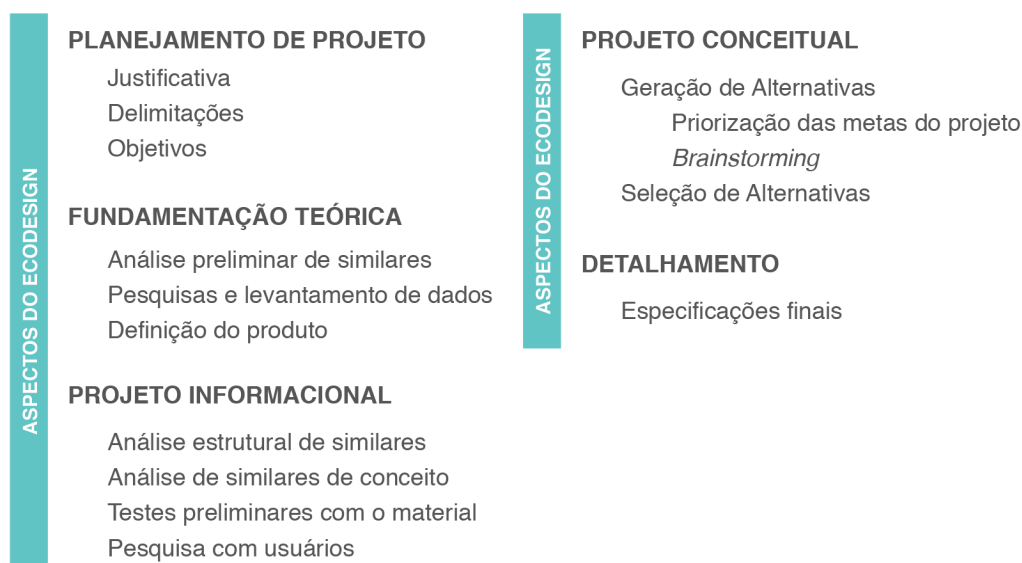 ASPECTOS DO ECODESIGN
PLANEJAMENTO DE PROJETO
Justificativa
Delimitações
Objetivos
FUNDAMENTAÇÃO TEÓRICA
Análise preliminar de similares
Pesquisas e levantamento de dados
Definição do produto
PROJETO INFORMACIONAL
Análise estrutural de similares
Análise de similares de conceito
Testes preliminares com o material
Pesquisa com usuários
ASPECTOS DO ECODESIGN
PROJETO CONCEITUAL
Geração de Alternativas
Priorização das metas do projeto
Brainstorming
Seleção de Alternativas
DETALHAMENTO
Especificações finais